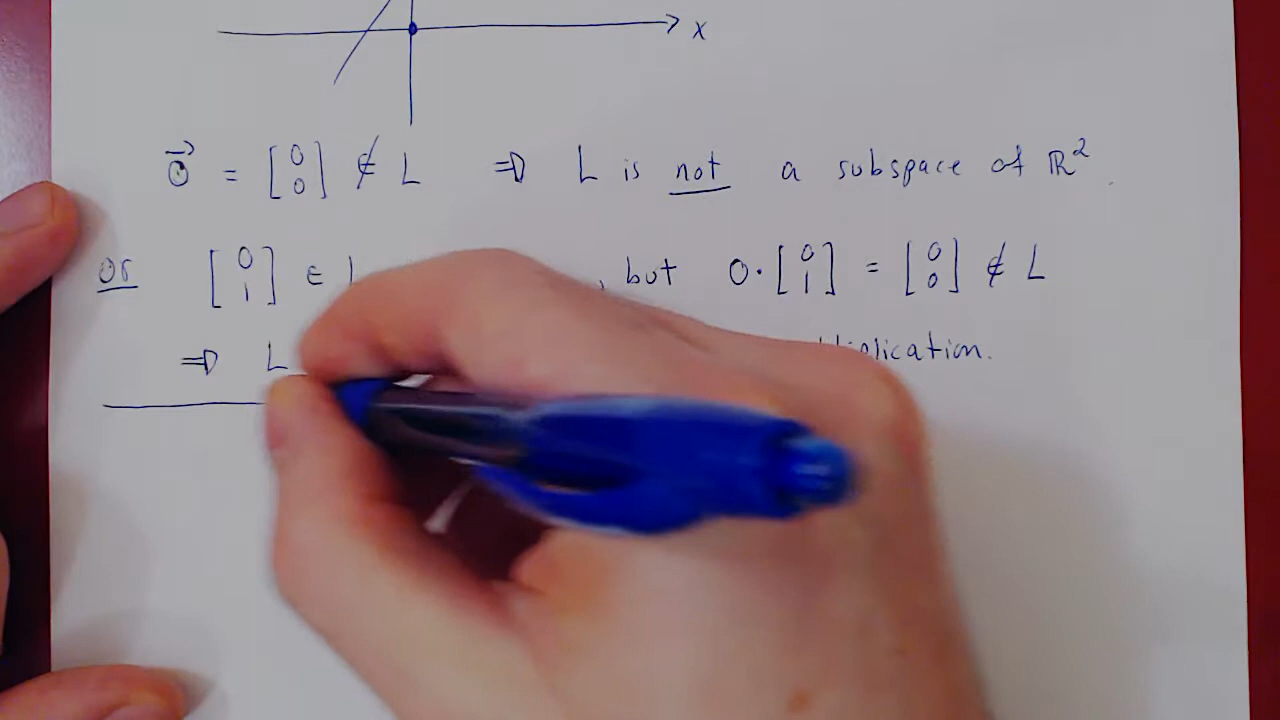 x
→0 = [0 0] ∉ L ⇒ L is not a subspace of ℝ²
or [0 1] ∈ L , but 0·[0 1] = [0 0] ∉ L
⇒ L